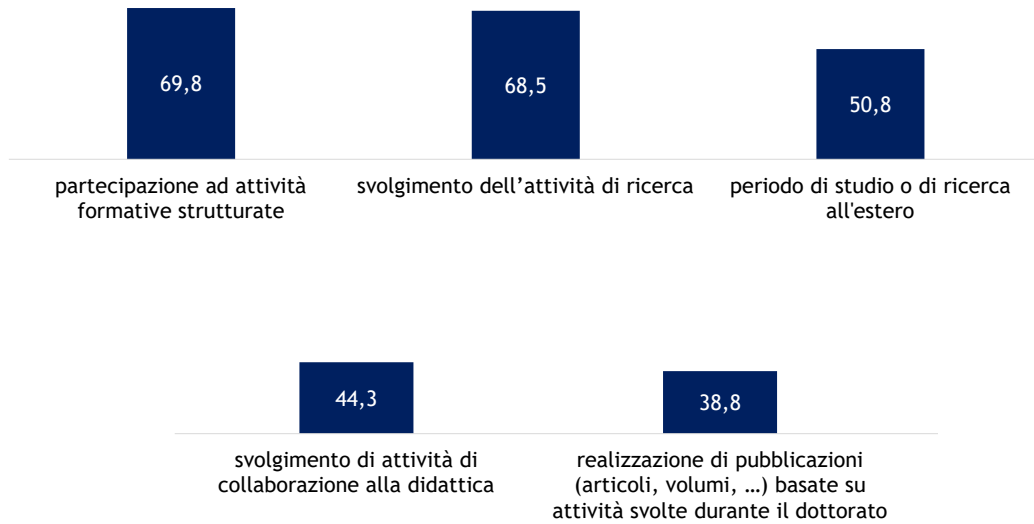 69,8
68,5
50,8
partecipazione ad attività
formative strutturate
svolgimento dell’attività di ricerca
periodo di studio o di ricerca
all'estero
44,3
38,8
svolgimento di attività di
collaborazione alla didattica
realizzazione di pubblicazioni
(articoli, volumi, …) basate su
attività svolte durante il dottorato